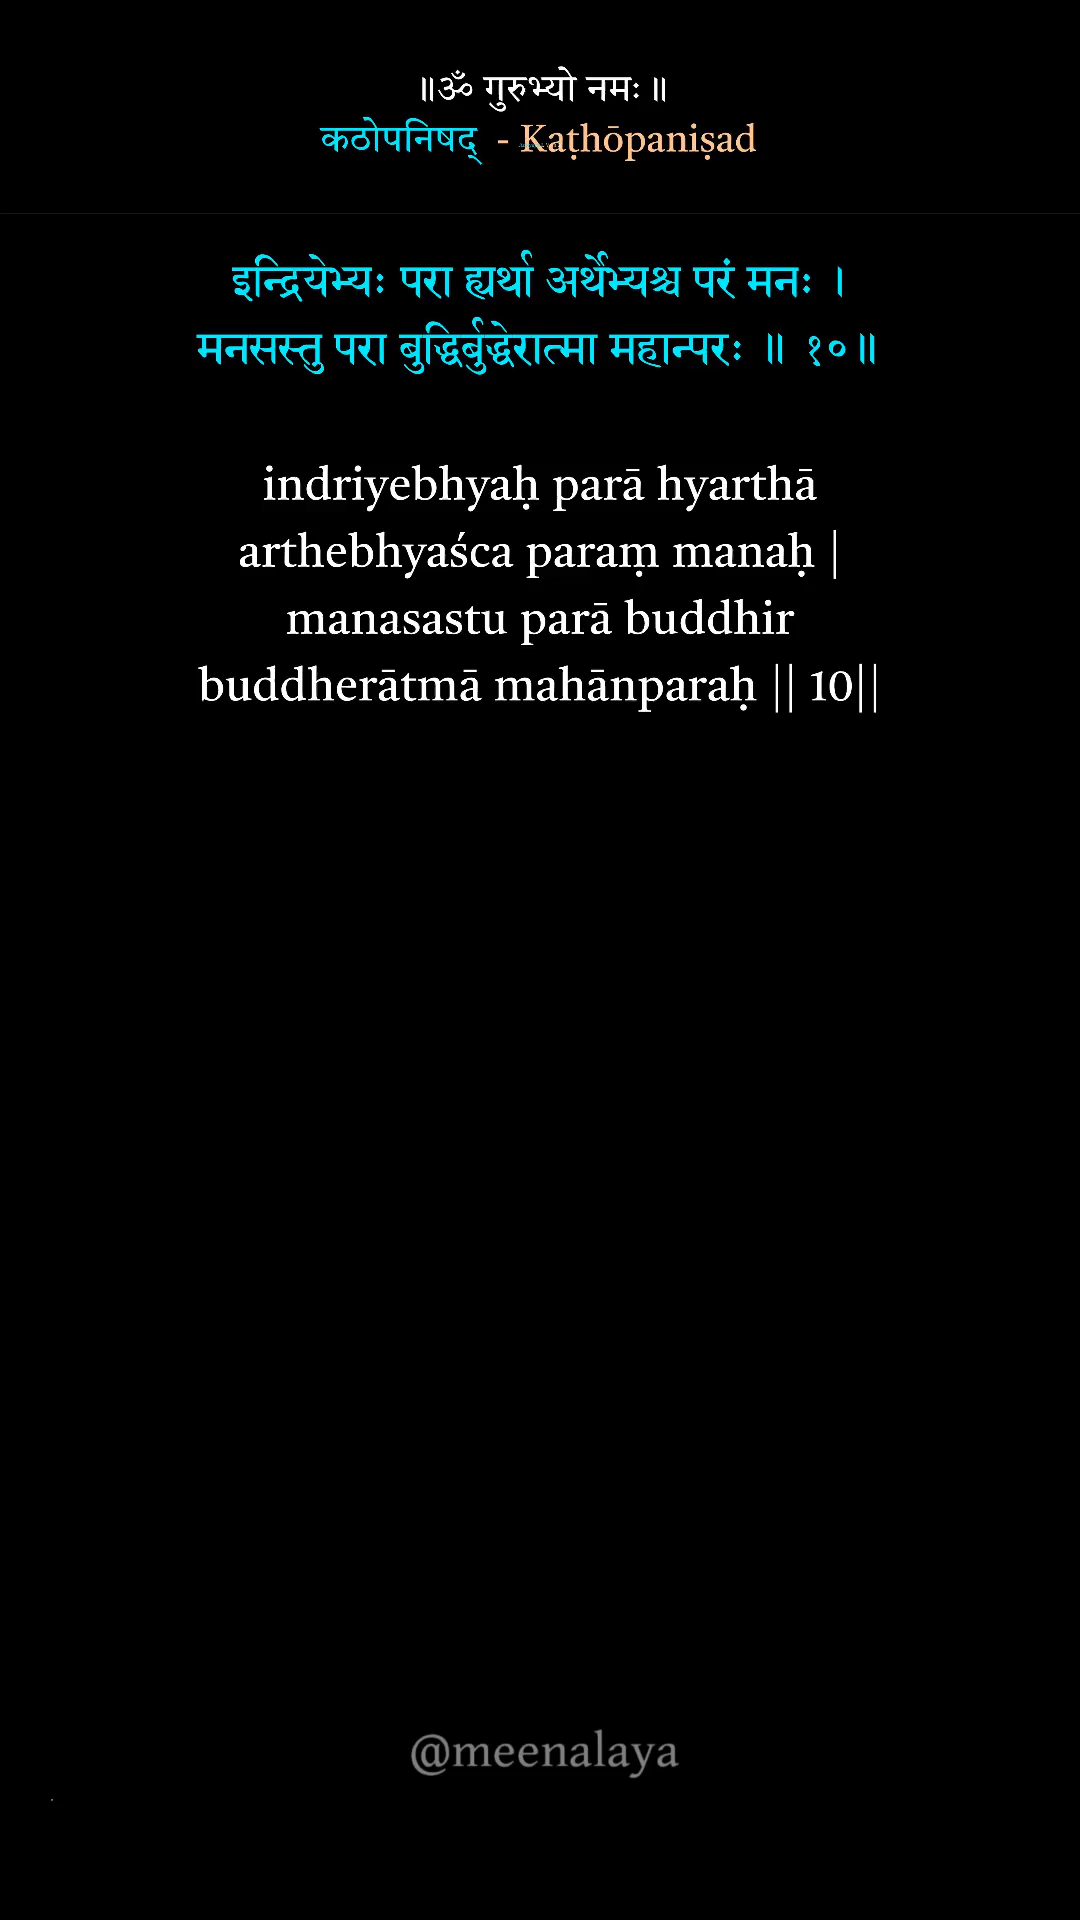 ॥ॐ गुरुभ्यो नमः॥
कठोपनिषद् - Kaṭhōpaniṣad
इन्द्रियेभ्यः परा ह्यर्था अर्थेभ्यश्च परं मनः ।
मनसस्तु परा बुद्धिर्बुद्धेरात्मा महान्परः ॥ १०॥
indriyebhyaḥ parā hyarthā
arthebhyaśca paraṃ manaḥ |
manasastu parā buddhir
buddherātmā mahānparaḥ || 10||
@meenalaya